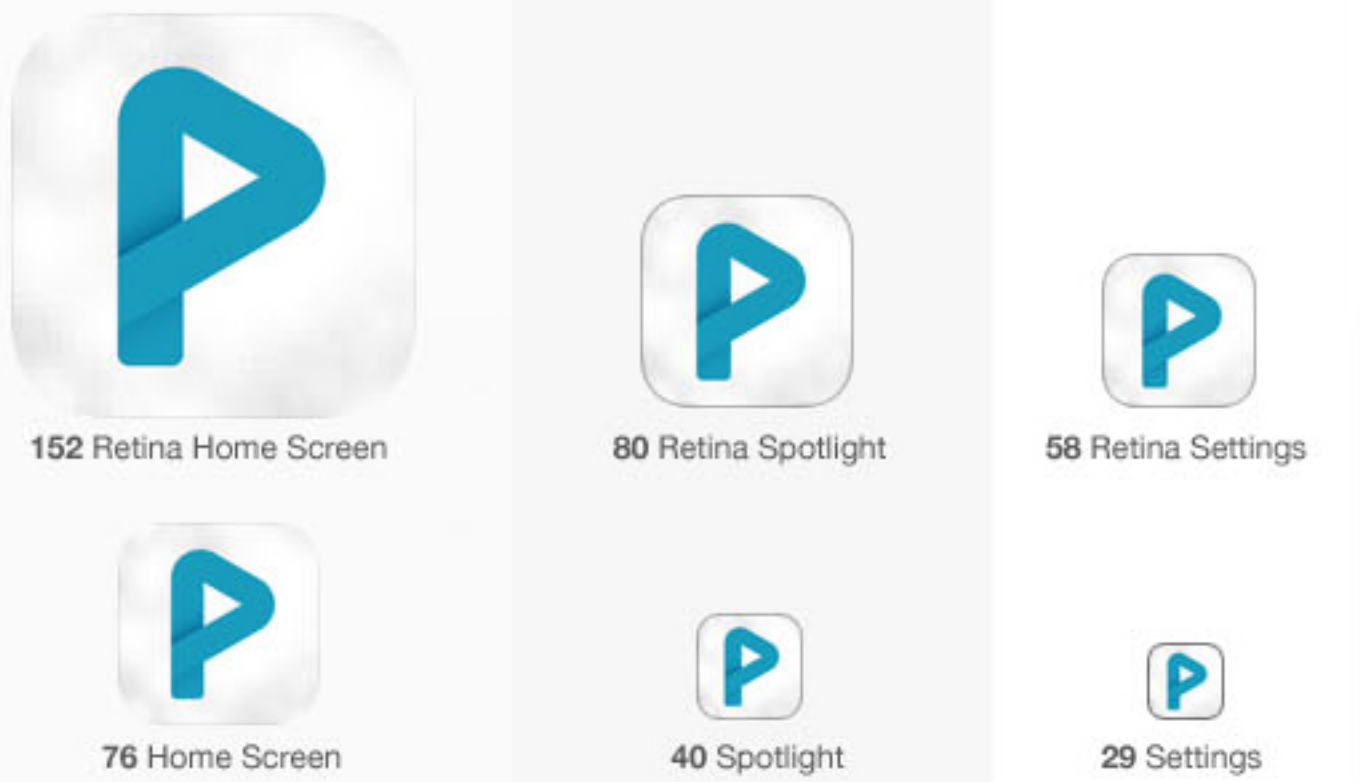 152 Retina Home Screen
80 Retina Spotlight
58 Retina Settings
76 Home Screen
40 Spotlight
29 Settings